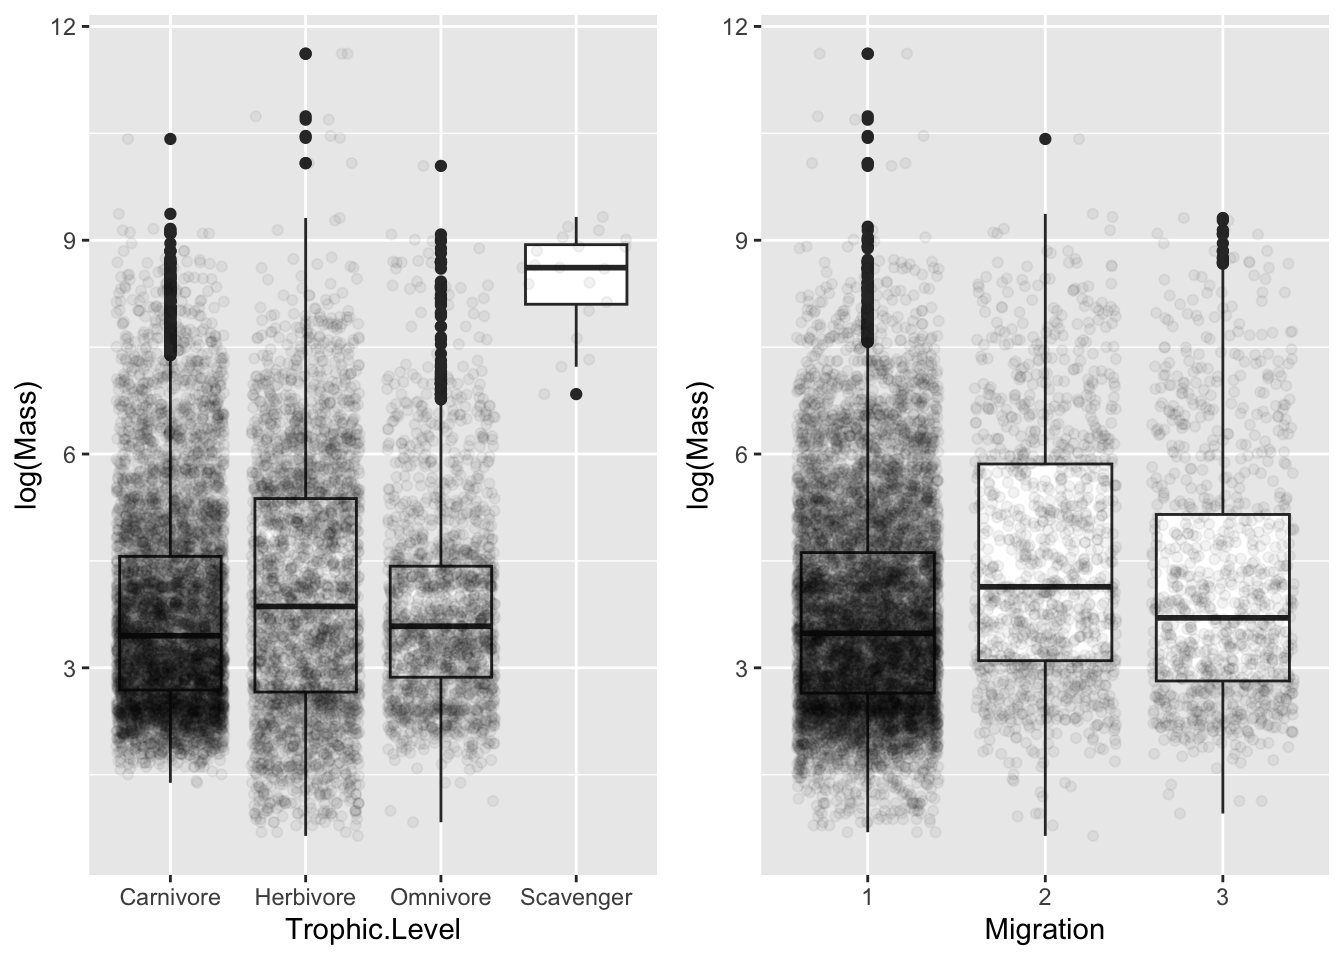 log(Mass)
12
9
6
3
Carnivore Herbivore Omnivore Scavenger
Trophic.Level
log(Mass)
12
9
6
3
1 2 3
Migration